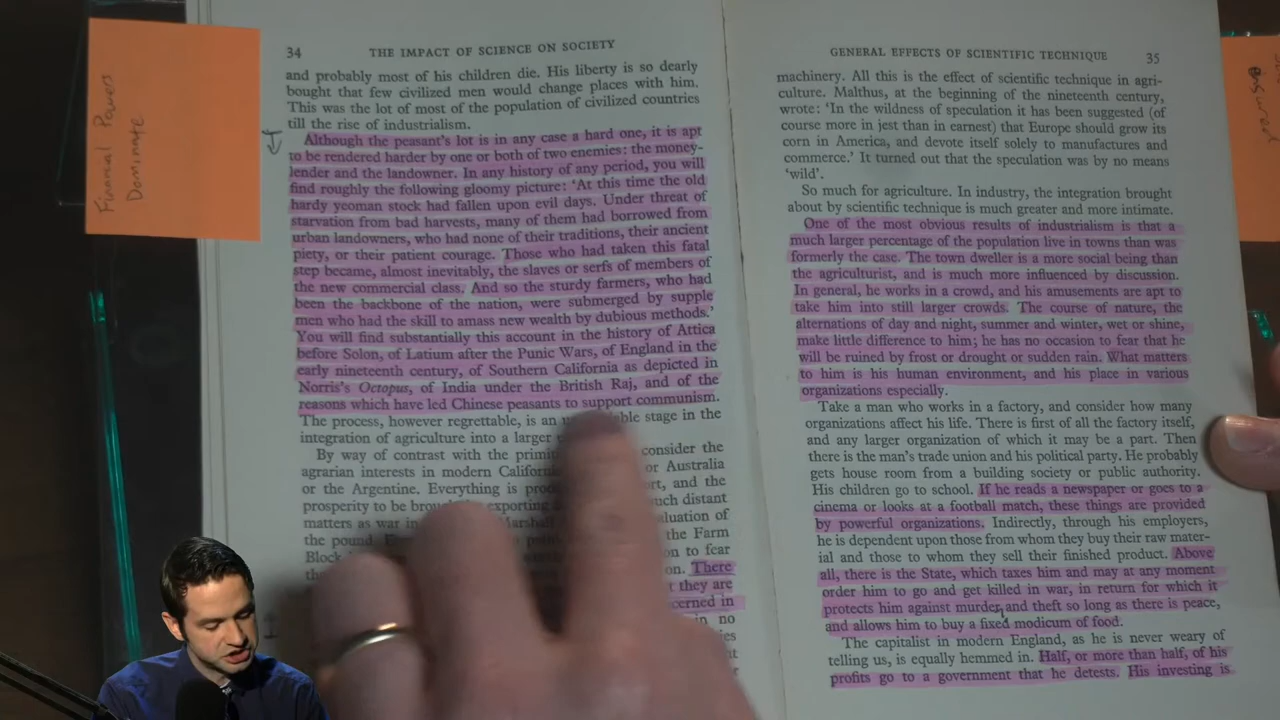 Financial Power
Dominate
34 THE IMPACT OF SCIENCE ON SOCIETY
and probably most of his children die. His liberty is so dearly
bought that few civilized men would change places with him.
This was the lot of most of the population of civilized countries
till the rise of industrialism.
Although the peasant's lot is in any case a hard one, it is apt
to be rendered harder by one or both of two enemies: the money-
lender and the landowner. In any history of any period, you will
find roughly the following gloomy picture: 'At this time the old
hardy yeoman stock had fallen upon evil days. Under threat of
starvation from bad harvests, many of them had borrowed from
urban landowners, who had none of their traditions, their ancient
piety, or their patient courage. Those who had taken this fatal
step became, almost inevitably, the slaves or serfs of members of
the new commercial class. And so the sturdy farmers, who had
been the backbone of the nation, were submerged by supple
men who had the skill to amass new wealth by dubious methods.'
You will find substantially this account in the history of Attica
before Solon, of Latium after the Punic Wars, of England in the
early nineteenth century, of Southern California as depicted in
Norris's Octopus, of India under the British Raj, and of the
reasons which have led Chinese peasants to support communism.
The process, however regrettable, is an stage in the
integration of agriculture into a larger
By way of contrast with the consider the
agrarian interests in modern or Australia
or the Argentine. Everything is and the
prosperity to be distant
matters as war in of
the pound. the Farm
Block to fear
There
they are
in
in no
GENERAL EFFECTS OF SCIENTIFIC TECHNIQUE 35
machinery. All this is the effect of scientific technique in agri-
culture. Malthus, at the beginning of the nineteenth century,
wrote: 'In the wildness of speculation it has been suggested (of
course more in jest than in earnest) that Europe should grow its
corn in America, and devote itself solely to manufactures and
commerce.' It turned out that the speculation was by no means
'wild'.
So much for agriculture. In industry, the integration brought
about by scientific technique is much greater and more intimate.
One of the most obvious results of industrialism is that a
much larger percentage of the population live in towns than was
formerly the case. The town dweller is a more social being than
the agriculturist, and is much more influenced by discussion.
In general, he works in a crowd, and his amusements are apt to
take him into still larger crowds. The course of nature, the
alternations of day and night, summer and winter, wet or shine,
make little difference to him; he has no occasion to fear that he
will be ruined by frost or drought or sudden rain. What matters
to him is his human environment, and his place in various
organizations especially.
Take a man who works in a factory, and consider how many
organizations affect his life. There is first of all the factory itself,
and any larger organization of which it may be a part. Then
there is the man's trade union and his political party. He probably
gets house room from a building society or public authority.
His children go to school. If he reads a newspaper or goes to a
cinema or looks at a football match, these things are provided
by powerful organizations. Indirectly, through his employers,
he is dependent upon those from whom they buy their raw mater-
ial and those to whom they sell their finished product. Above
all, there is the State, which taxes him and may at any moment
order him to go and get killed in war, in return for which it
protects him against murder and theft so long as there is peace,
and allows him to buy a fixed modicum of food.
The capitalist in modern England, as he is never weary of
telling us, is equally hemmed in. Half, or more than half, of his
profits go to a government that he detests. His investing is